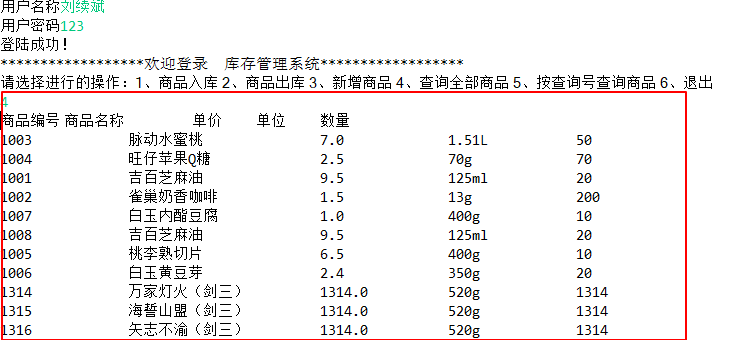 用户名称刘续斌
用户密码123
登陆成功！
*****************欢迎登录　库存管理系统*****************
请选择进行的操作：1、商品入库2、商品出库3、新增商品4、查询全部商品5、按查询号查询商品6、退出
4
商品编号 商品名称 单价 单位 数量
1003 脉动水蜜桃 7.0 1.51L 50
1004 旺仔苹果Q糖 2.5 70g 70
1001 吉百芝麻油 9.5 125ml 20
1002 雀巢奶香咖啡 1.5 13g 200
1007 白玉内酯豆腐 1.0 400g 10
1008 吉百芝麻油 9.5 125ml 20
1005 桃李熟切片 6.5 400g 10
1006 白玉黄豆芽 2.4 350g 20
1314 万家灯火（剑三） 1314.0 520g 1314
1315 海誓山盟（剑三） 1314.0 520g 1314
1316 矢志不渝（剑三） 1314.0 520g 1314